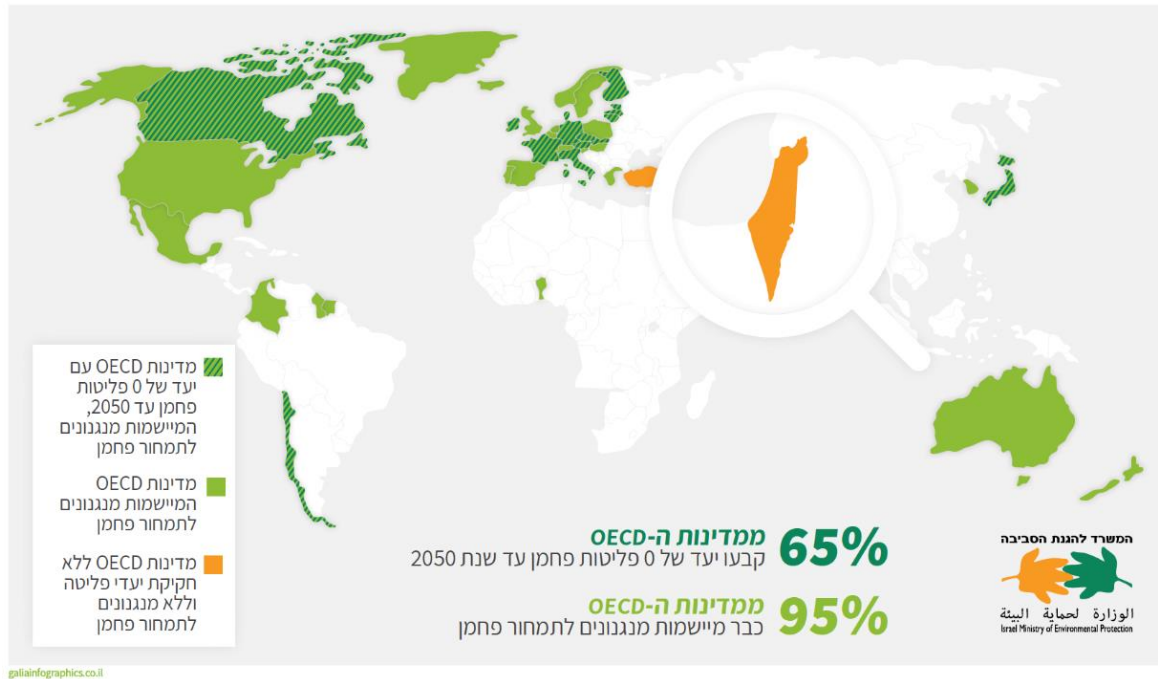 מדינות OECD עם
יעד של 0 פליטות
פחמן עד 2050,
המיישמות מנגנונים
לתמחור פחמן
מדינות OECD
המיישמות מנגנונים
לתמחור פחמן
מדינות OECD ללא
חקיקת יעדי פליטה
וללא מנגנונים
לתמחור פחמן
65% ממדינות ה-OECD
קבעו יעד של 0 פליטות פחמן עד שנת 2050
95% ממדינות ה-OECD
כבר מיישמות מנגנונים לתמחור פחמן
המשרד להגנת הסביבה
الوزارة لحماية البيئة
Israel Ministry of Environmental Protection
galiainfographics.co.il